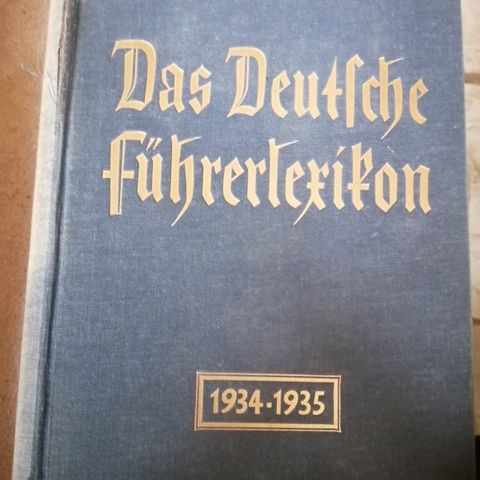 Das Deutſche
Führerlexikon
1934-1935